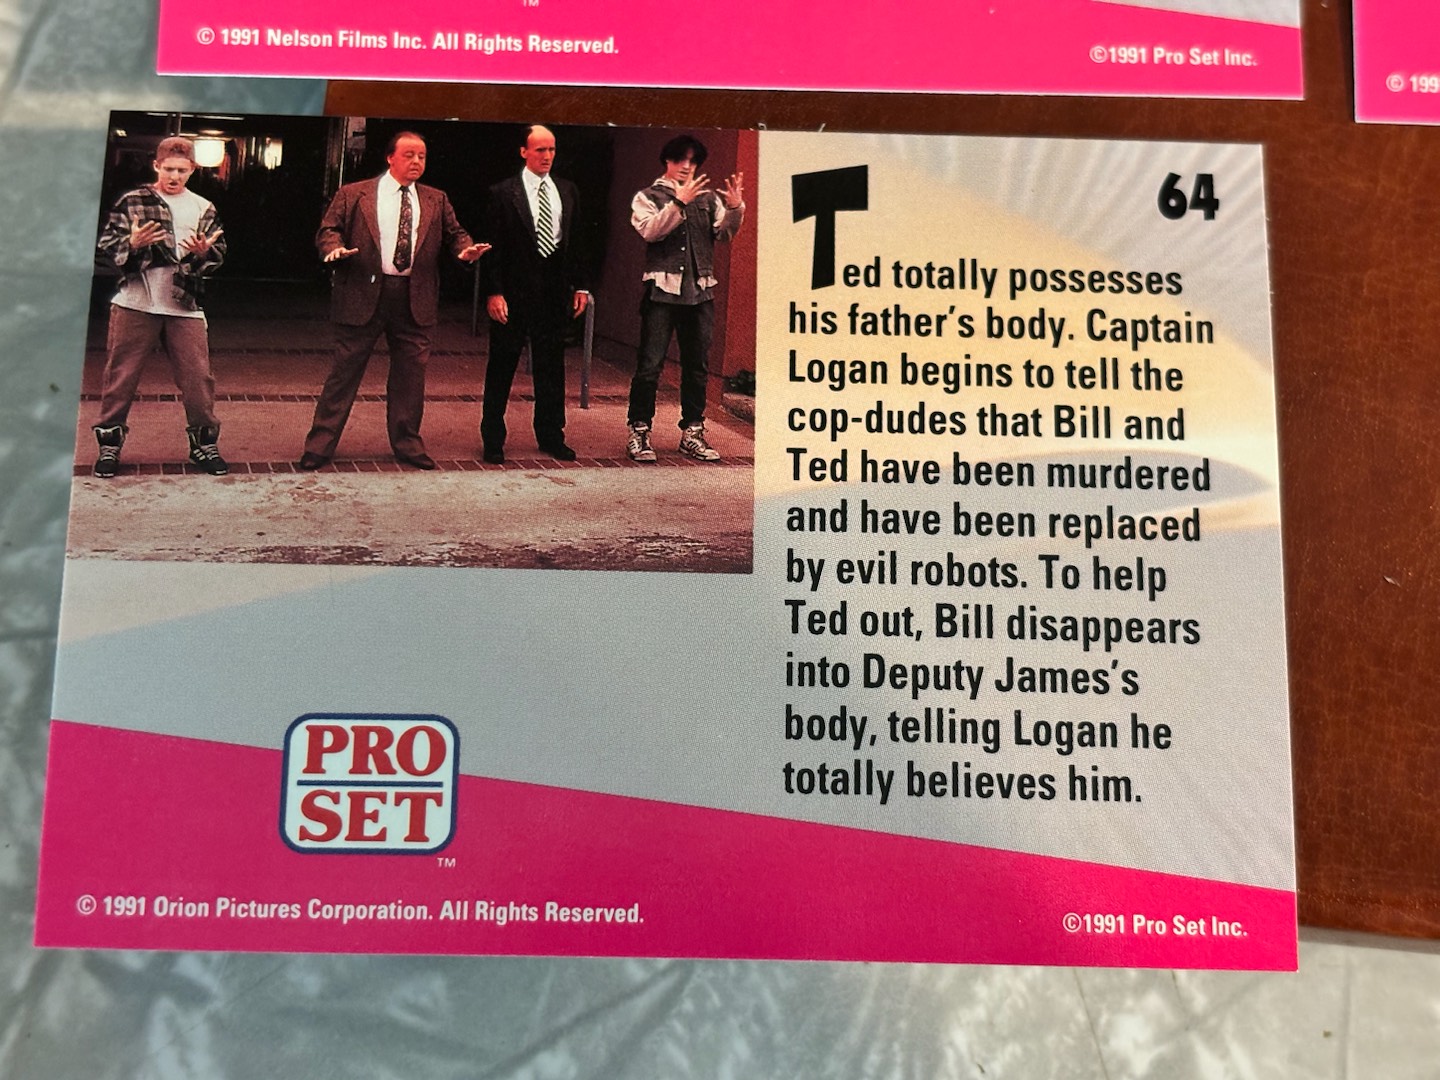 TM
© 1991 Nelson Films Inc. All Rights Reserved.
©1991 Pro Set Inc.
© 199
64
Ted totally possesses
his father's body. Captain
Logan begins to tell the
cop-dudes that Bill and
Ted have been murdered
and have been replaced
by evil robots. To help
Ted out, Bill disappears
into Deputy James's
body, telling Logan he
totally believes him.
PRO
SET
TM
© 1991 Orion Pictures Corporation. All Rights Reserved.
©1991 Pro Set Inc.